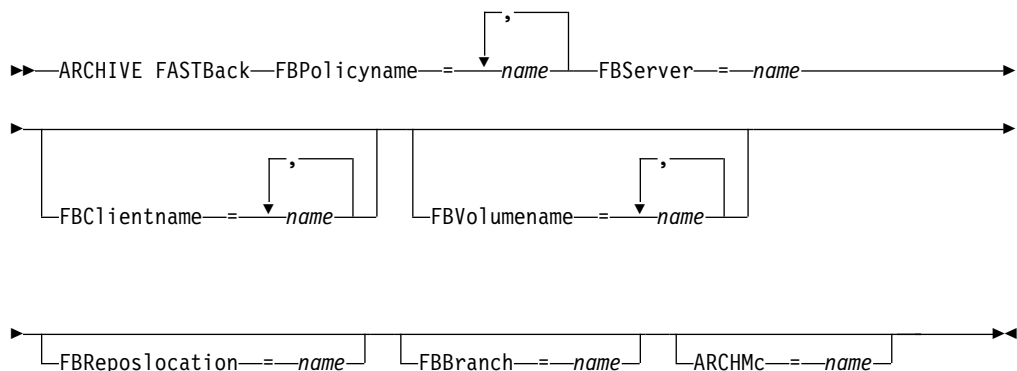 ,
ARCHIVE FASTBack FBPolicyname = name FBServer = name
, ,
FBClientname = name FBVolumename = name
FBReposlocation = name FBBranch = name ARCHMc = name